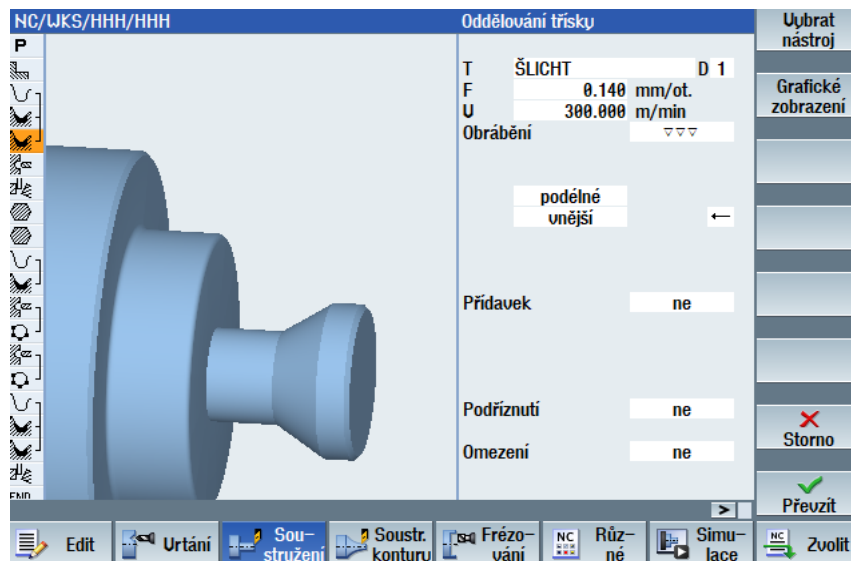 NC/WKS/HHH/HHH
Oddělování třísky
Vybrat
nástroj
P
T ŠLICHT D 1
F 0.140 mm/ot.
V 300.000 m/min
Obrábění ▽▽▽
Grafické
zobrazení
podélné
vnější ←
Přídavek ne
Podříznutí ne
Omezení ne
Storno
END
Převzít
>
Edit
Vrtání
Sou-
stružení
Soustr.
konturu
Frézo-
vání
NC
Růz-
né
Simu-
lace
NC
Zvolit